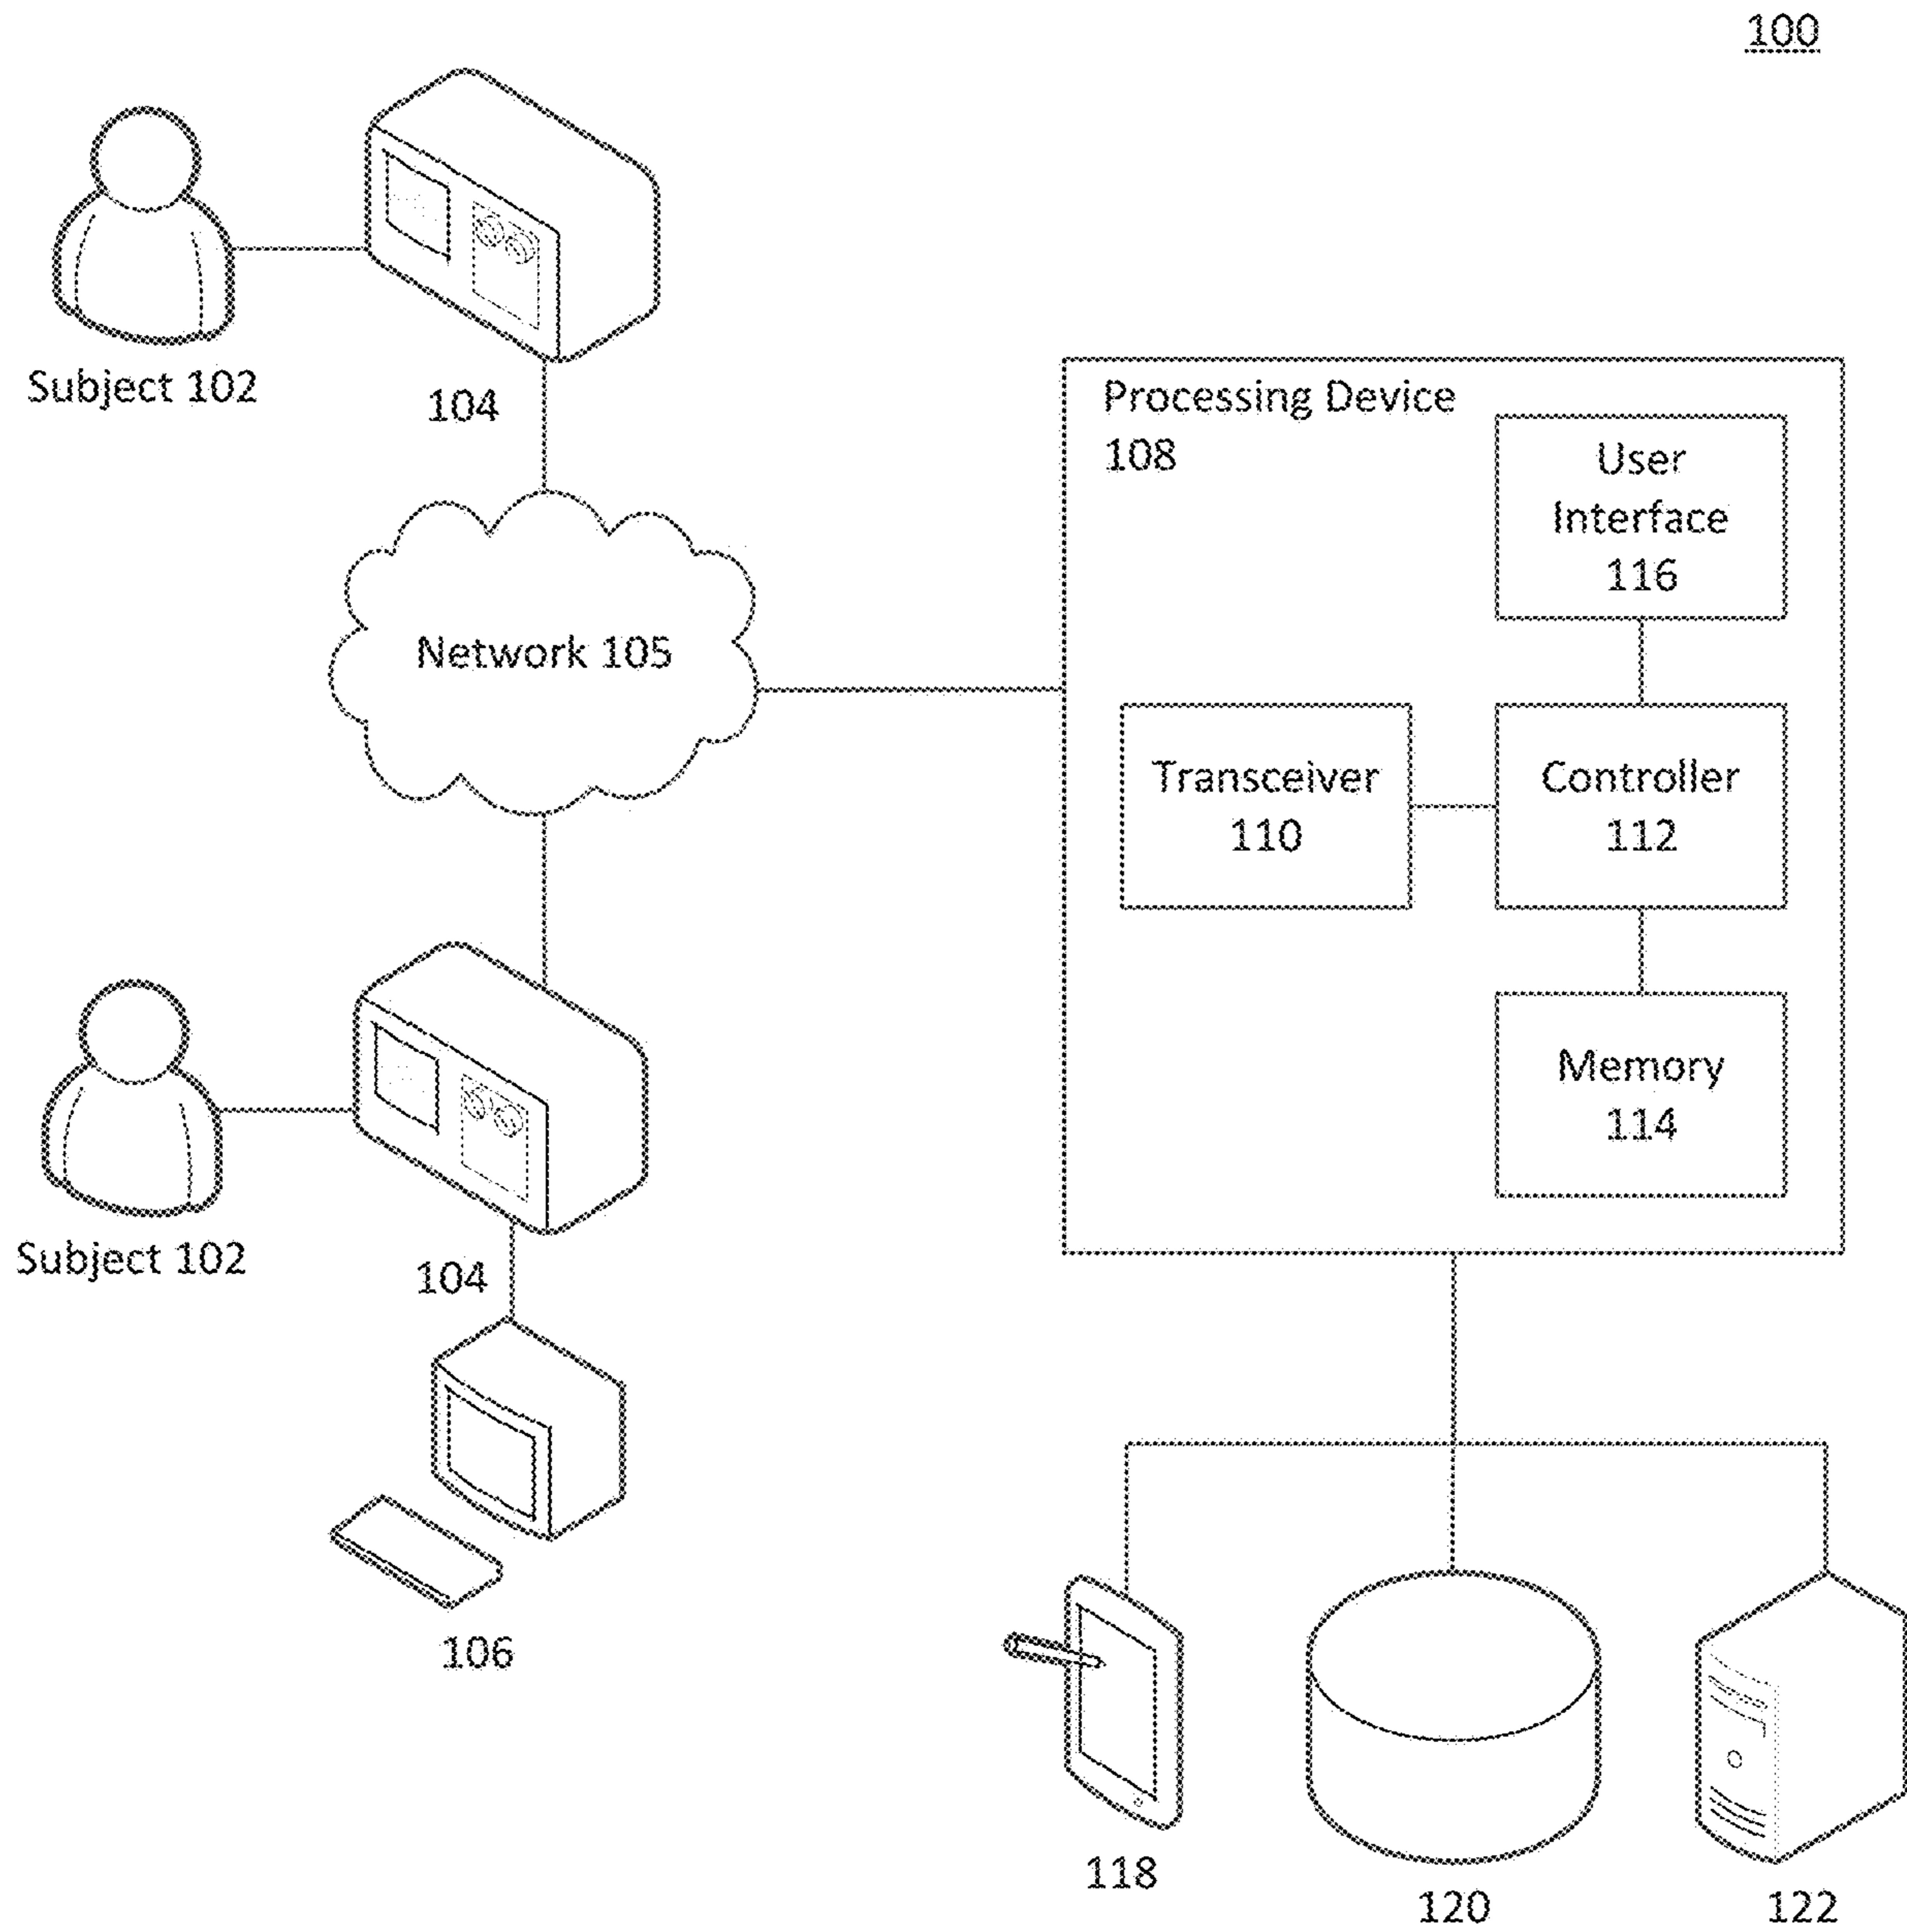 100
Subject 102
104
Processing Device
108
User
Interface
116
Network 105
Transceiver
110
Controller
112
Memory
114
Subject 102
104
106
118
120
122